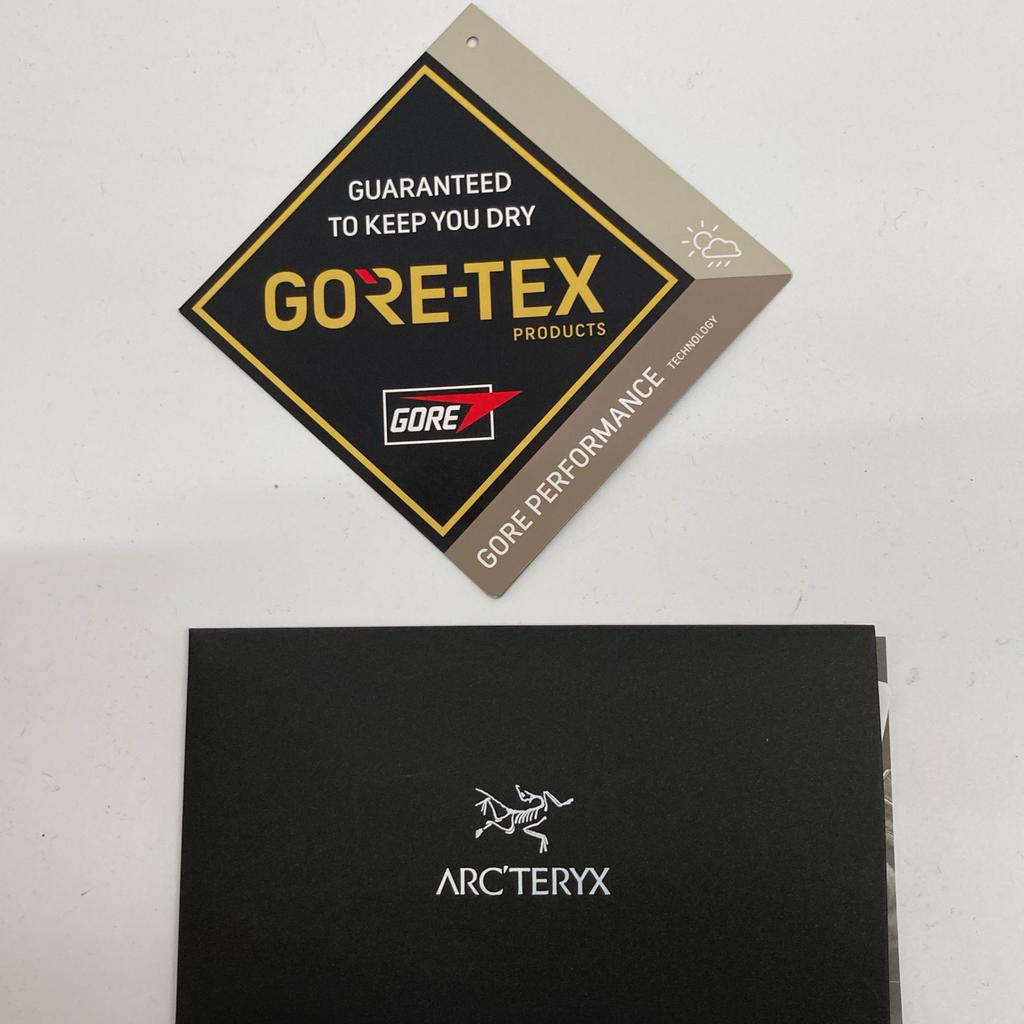 GUARANTEED
TO KEEP YOU DRY
GORE-TEX
PRODUCTS
GORE
GORE PERFORMANCE TECHNOLOGY
ARC'TERYX